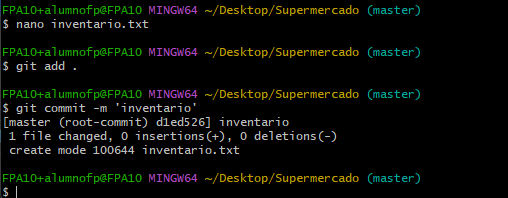 FPA10+alumnofp@FPA10 MINGW64 ~/Desktop/Supermercado (master)
$ nano inventario.txt
FPA10+alumnofp@FPA10 MINGW64 ~/Desktop/Supermercado (master)
$ git add .
FPA10+alumnofp@FPA10 MINGW64 ~/Desktop/Supermercado (master)
$ git commit -m 'inventario'
[master (root-commit) d1ed526] inventario
 1 file changed, 0 insertions(+), 0 deletions(-)
 create mode 100644 inventario.txt
FPA10+alumnofp@FPA10 MINGW64 ~/Desktop/Supermercado (master)
$